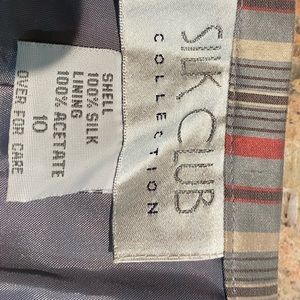 SILK CLUB
COLLECTION
SHELL
100% SILK
LINING
100% ACETATE
10
OVER FOR CARE